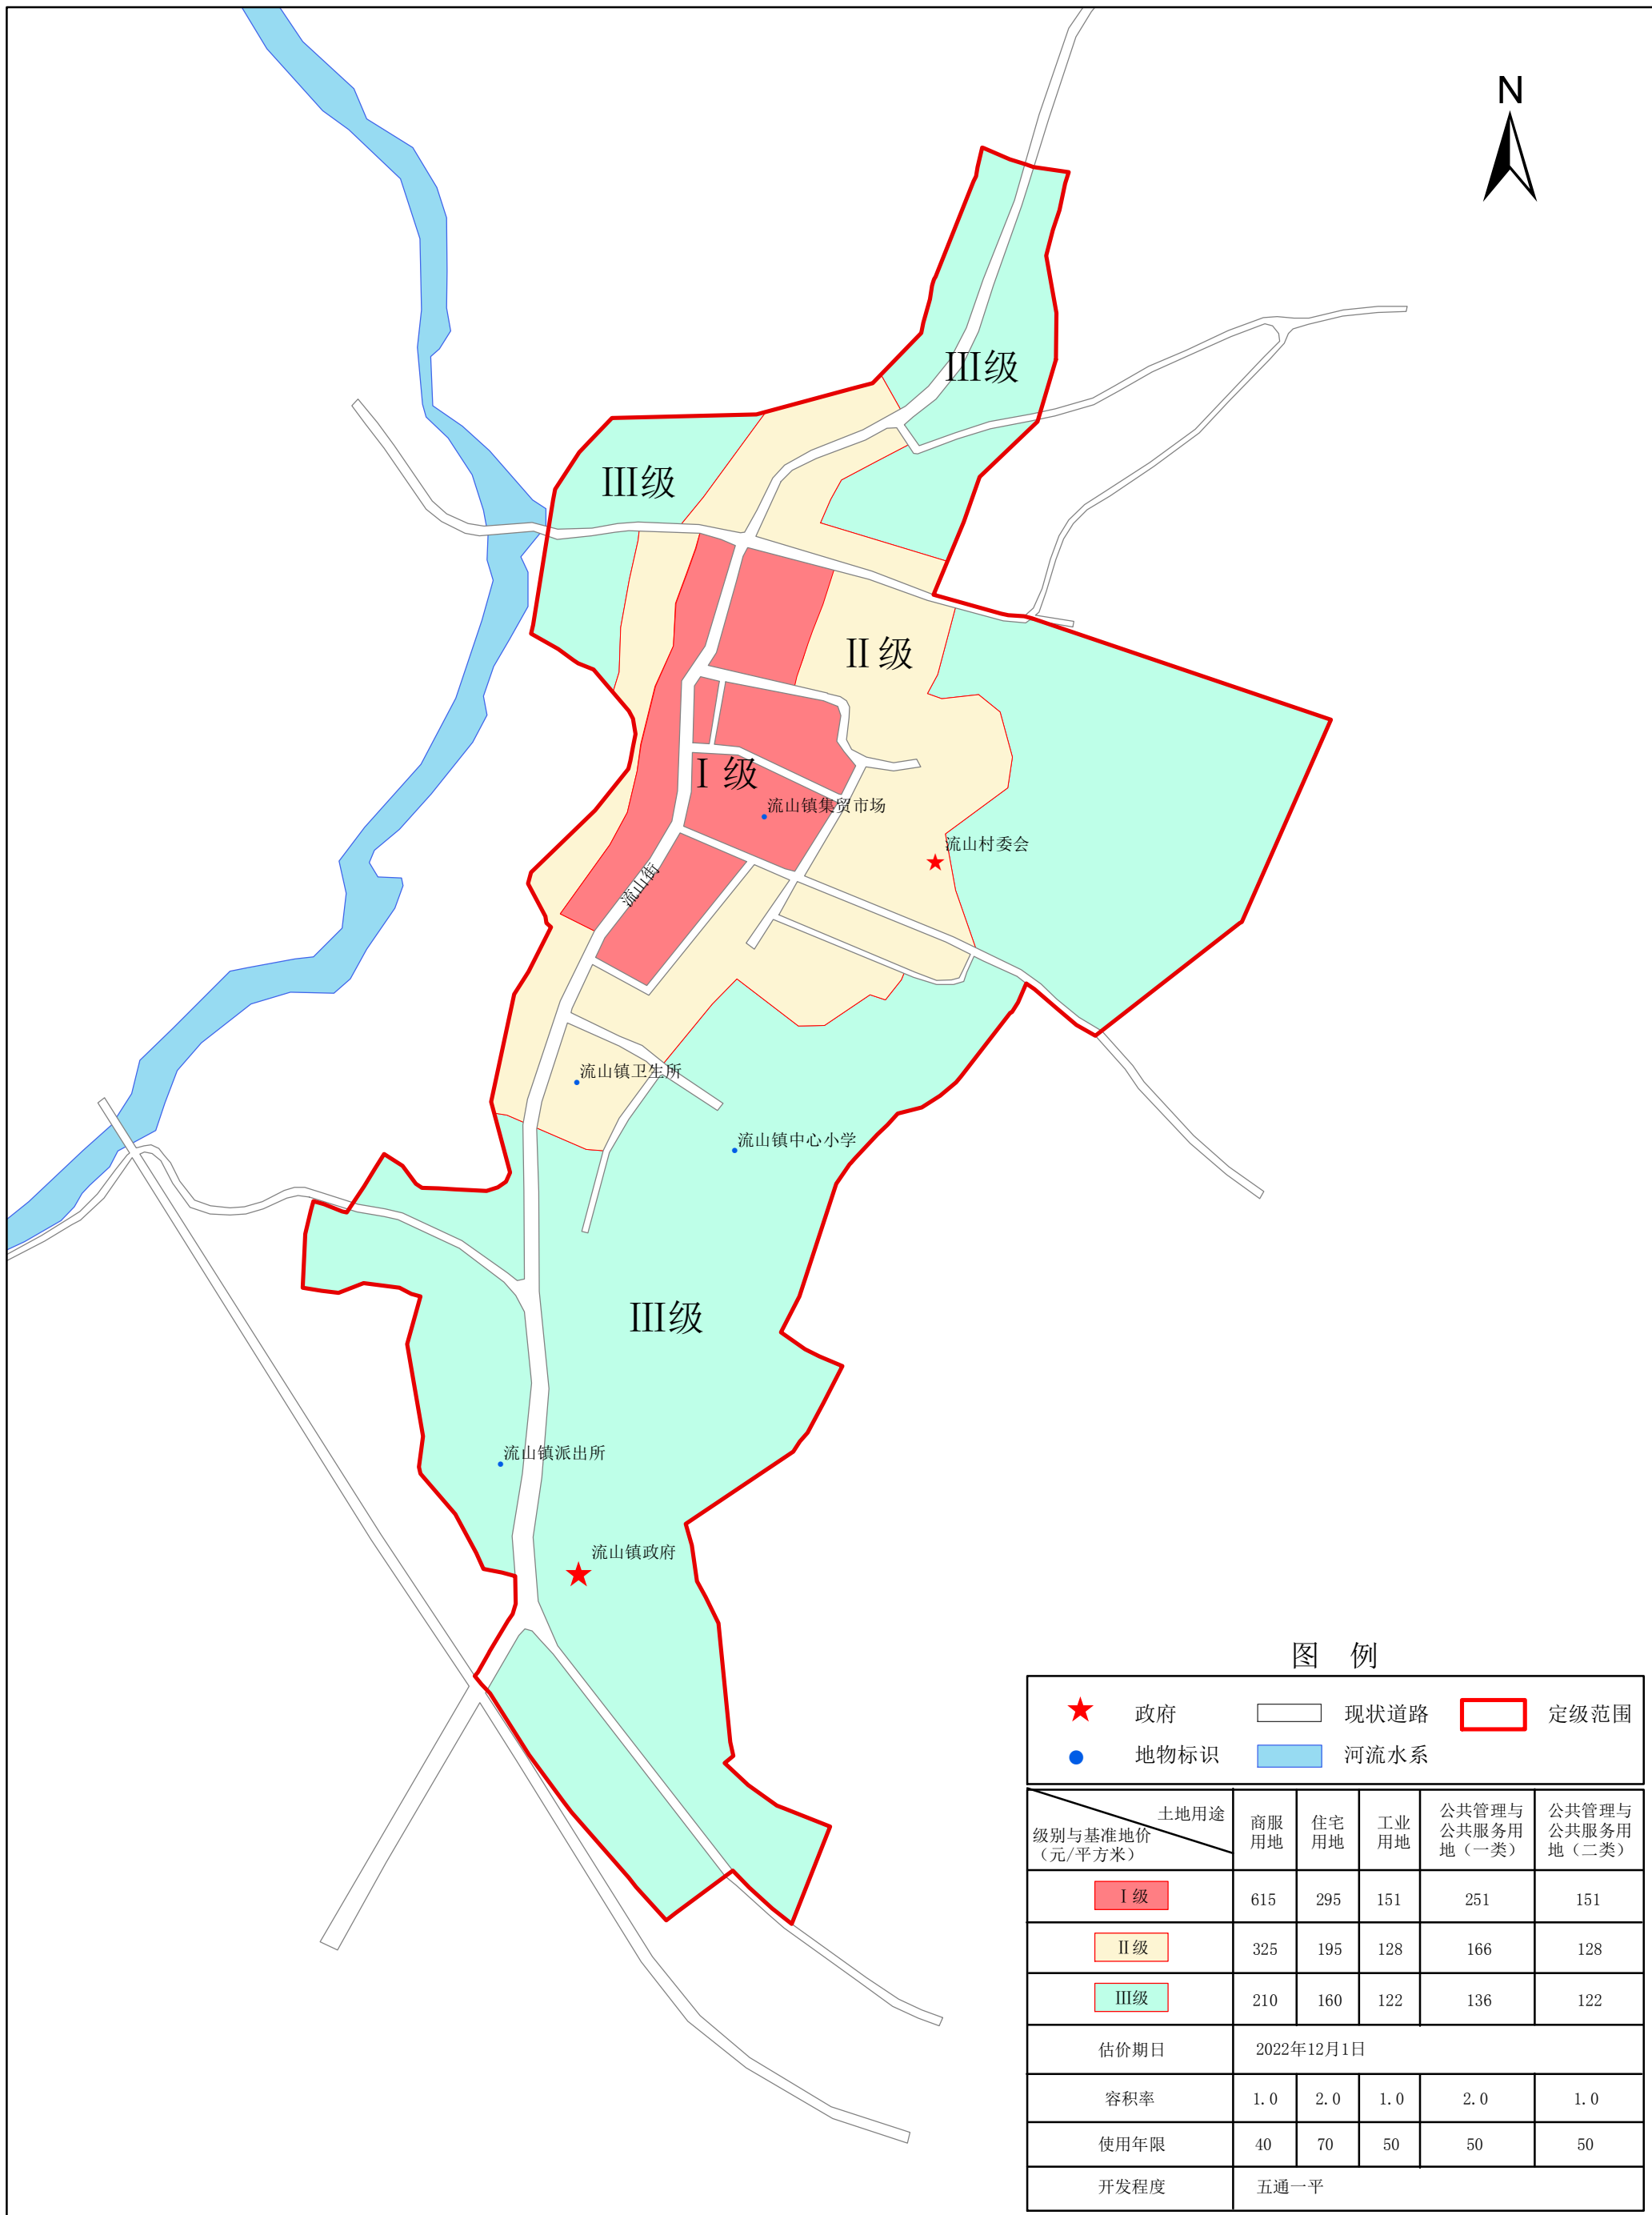 N
III级
III级
II级
I级
流山镇集贸市场
流山村委会
流山街
流山镇卫生所
流山镇中心小学
III级
流山镇派出所
流山镇政府
图 例
政府 现状道路 定级范围
地物标识 河流水系
土地用途
级别与基准地价
（元/平方米）
商服
用地
住宅
用地
工业
用地
公共管理与
公共服务用
地（一类）
公共管理与
公共服务用
地（二类）
I级 615 295 151 251 151
II级 325 195 128 166 128
III级 210 160 122 136 122
估价期日 2022年12月1日
容积率 1.0 2.0 1.0 2.0 1.0
使用年限 40 70 50 50 50
开发程度 五通一平